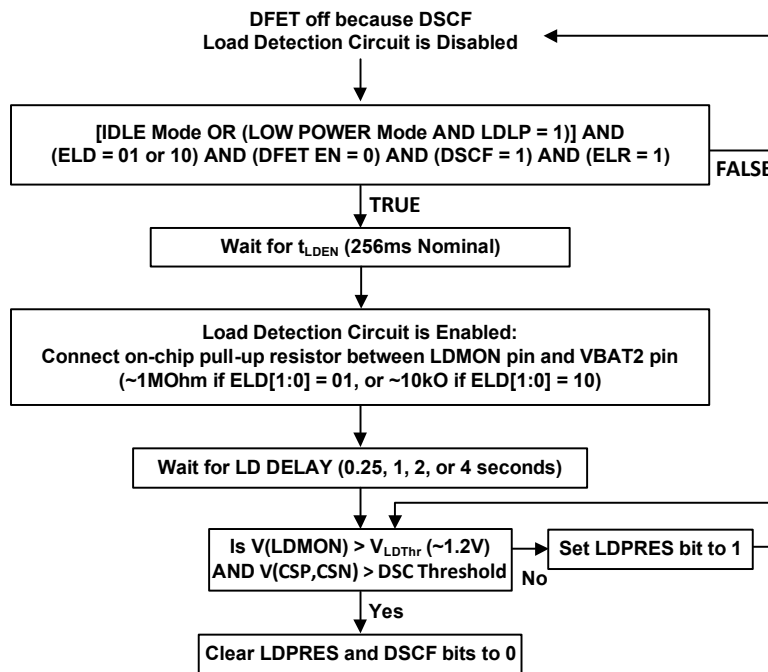 DFET off because DSCF
Load Detection Circuit is Disabled
[IDLE Mode OR (LOW POWER Mode AND LDLP = 1)] AND
(ELD = 01 or 10) AND (DFET EN = 0) AND (DSCF = 1) AND (ELR = 1)
FALSE
TRUE
Wait for tLDEN (256ms Nominal)
Load Detection Circuit is Enabled:
Connect on-chip pull-up resistor between LDMON pin and VBAT2 pin
(~1MOhm if ELD[1:0] = 01, or ~10kO if ELD[1:0] = 10)
Wait for LD DELAY (0.25, 1, 2, or 4 seconds)
Is V(LDMON) > VLDThr (~1.2V)
AND V(CSP,CSN) > DSC Threshold
No
Set LDPRES bit to 1
Yes
Clear LDPRES and DSCF bits to 0